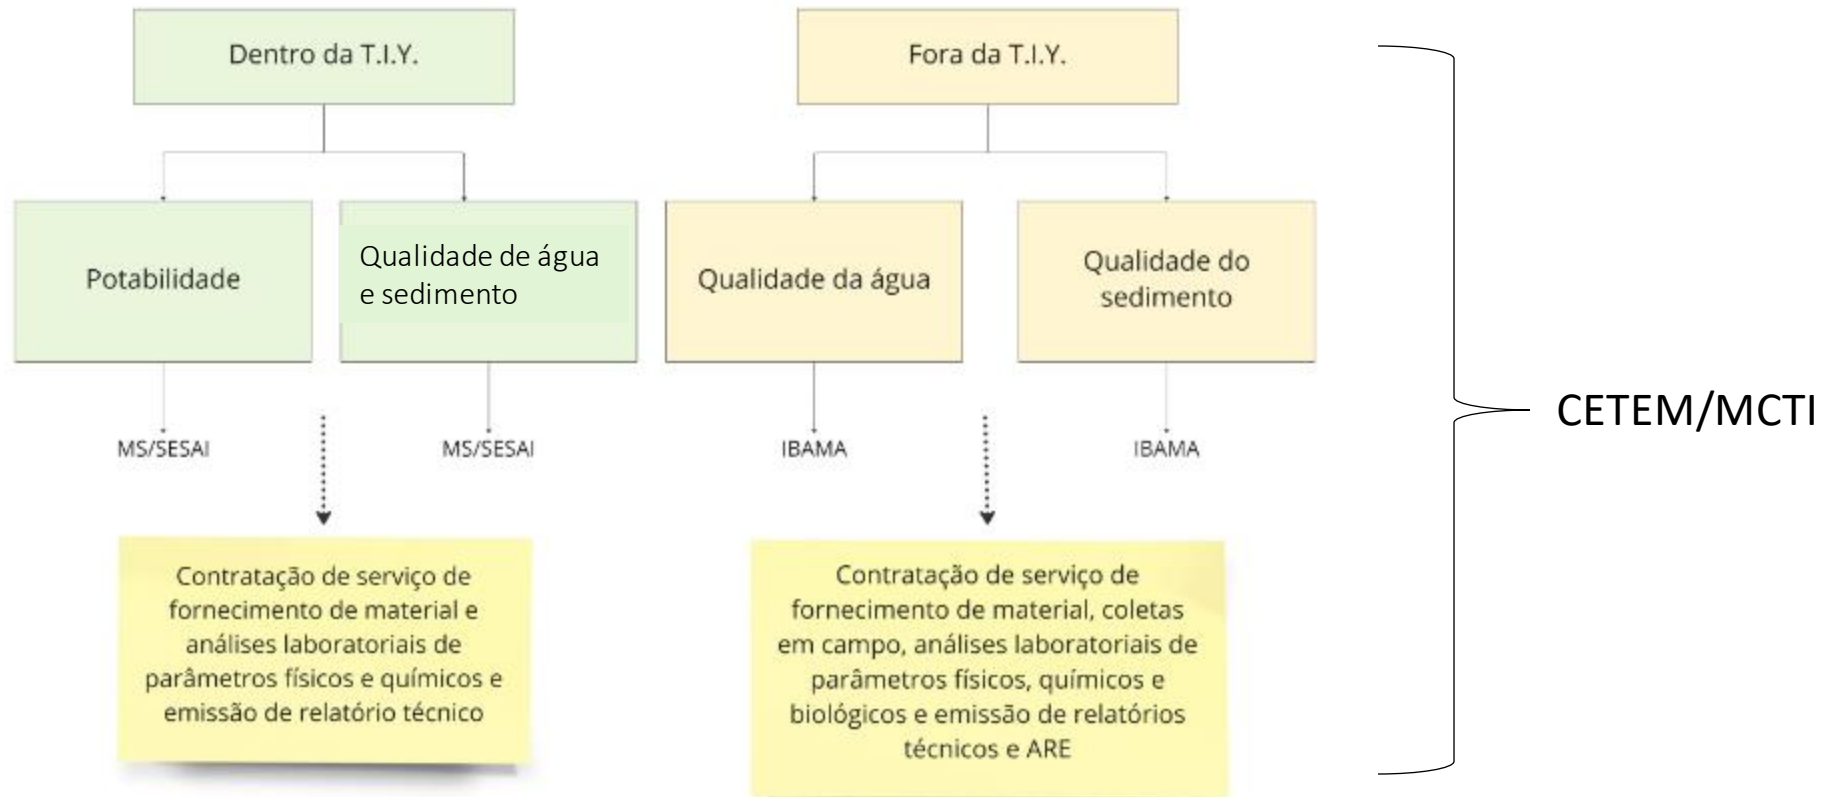 Dentro da T.I.Y.
Fora da T.I.Y.
Potabilidade
Qualidade de água
e sedimento
Qualidade da água
Qualidade do
sedimento
MS/SESAI
MS/SESAI
IBAMA
IBAMA
CETEM/MCTI
Contratação de serviço de
fornecimento de material e
análises laboratoriais de
parâmetros físicos e químicos e
emissão de relatório técnico
Contratação de serviço de
fornecimento de material, coletas
em campo, análises laboratoriais de
parâmetros físicos, químicos e
biológicos e emissão de relatórios
técnicos e ARE